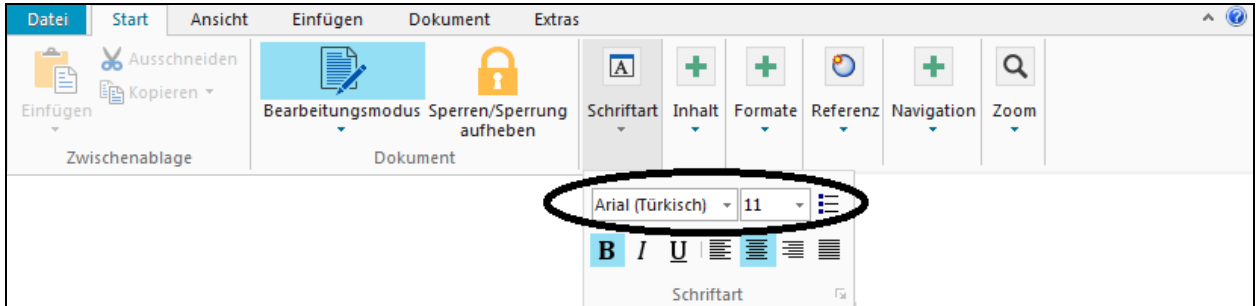 Datei Start Ansicht Einfügen Dokument Extras
Ausschneiden
Kopieren
Einfügen
Zwischenablage
Bearbeitungsmodus
Sperren/Sperrung
aufheben
Dokument
A
Schriftart
Inhalt
Formate
Referenz
Navigation
Zoom
Arial (Türkisch) 11
B I U
Schriftart